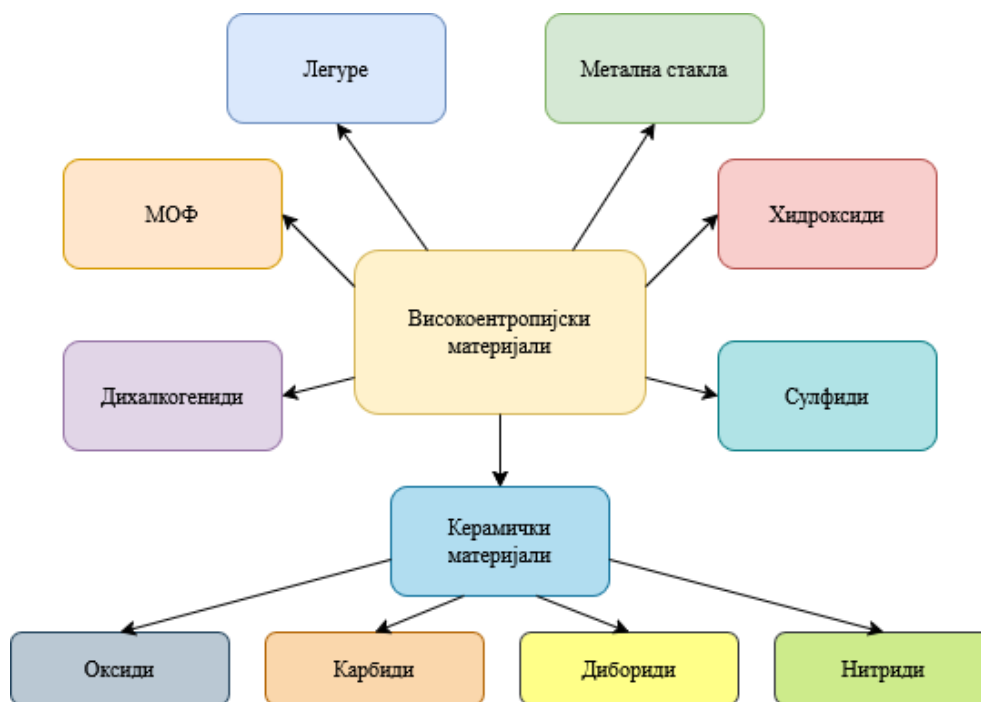 Легуре
Метална стакла
МОФ
Хидроксиди
Високоентропијски
материјали
Дихалкогениди
Сулфиди
Керамички
материјали
Оксиди
Карбиди
Дибориди
Нитриди